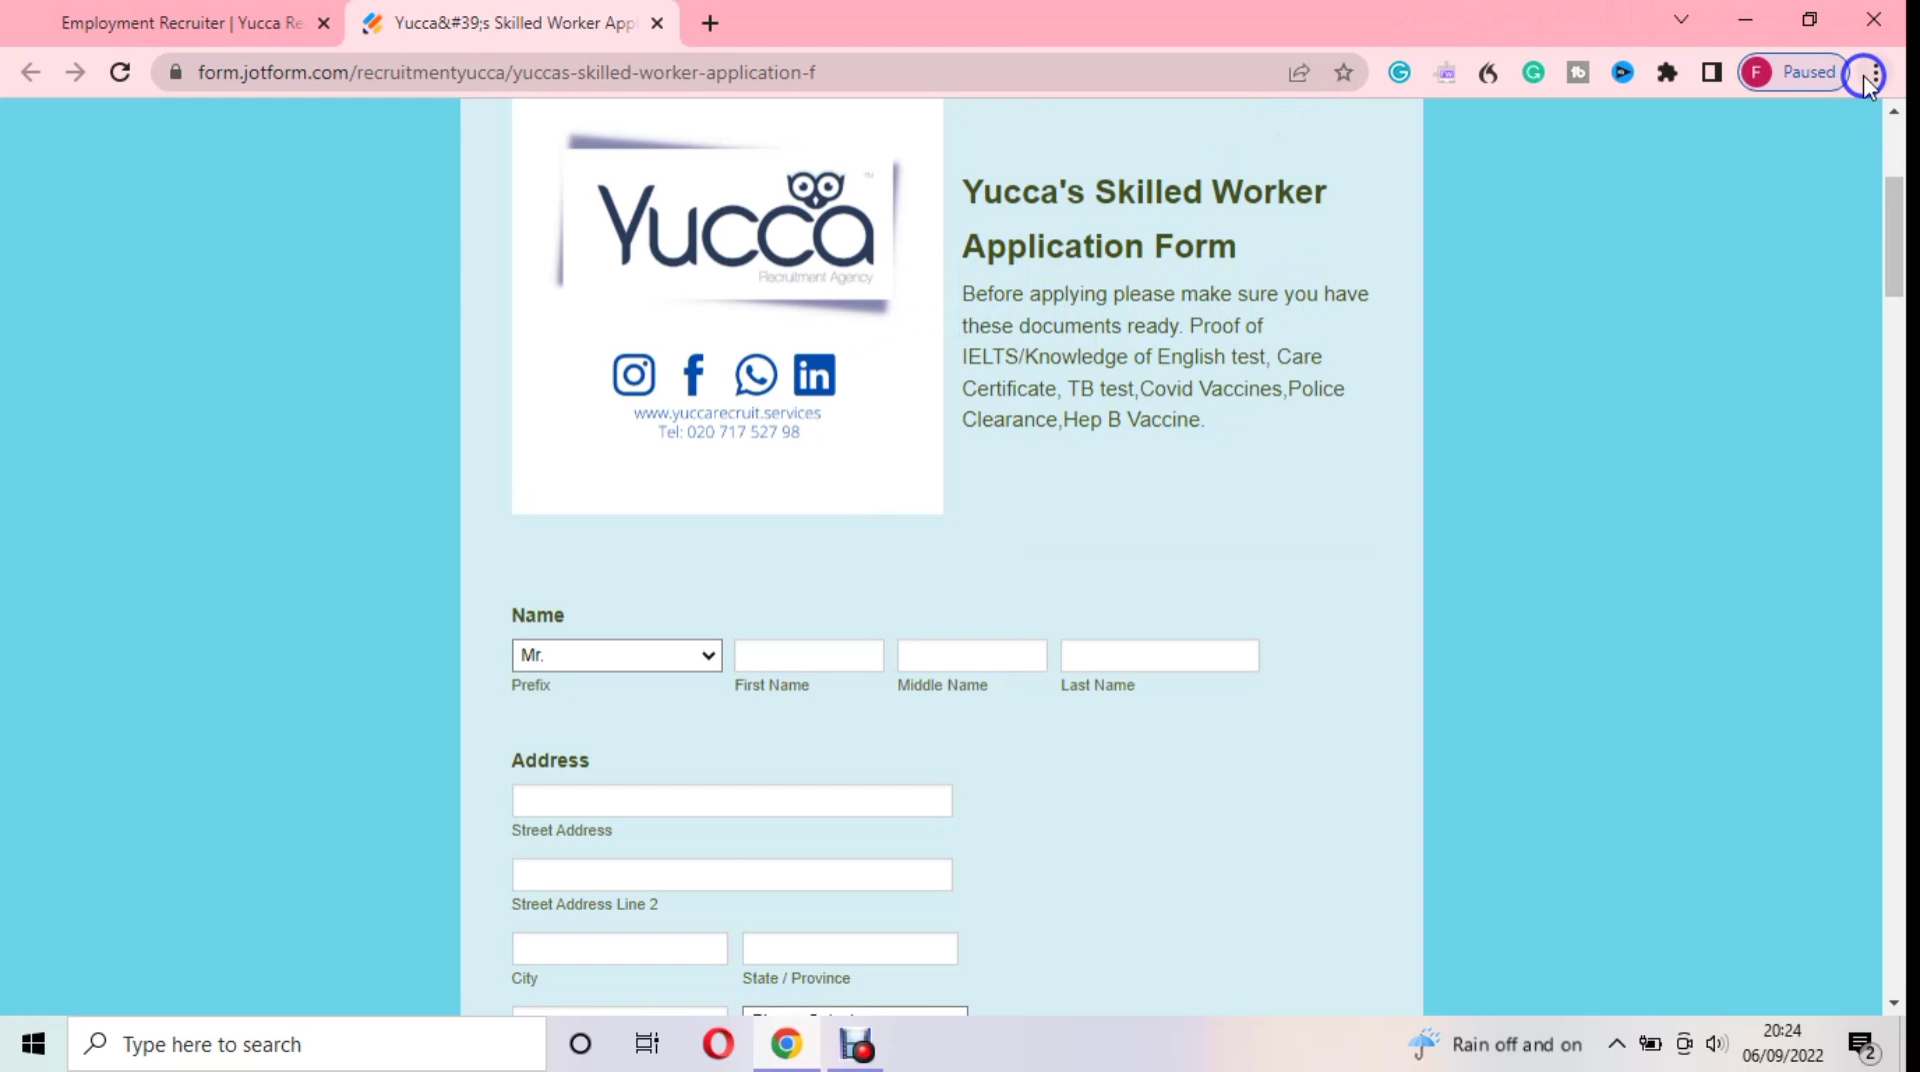 Employment Recruiter | Yucca Re
Yucca&#39;s Skilled Worker App
form.jotform.com/recruitmentyucca/yuccas-skilled-worker-application-f
F Paused
Yucca
TM
Recruitment Agency
www.yuccarecruit.services
Tel: 020 717 527 98
Yucca's Skilled Worker
Application Form
Before applying please make sure you have
these documents ready. Proof of
IELTS/Knowledge of English test, Care
Certificate, TB test,Covid Vaccines,Police
Clearance,Hep B Vaccine.
Name
Mr.
Prefix
First Name
Middle Name
Last Name
Address
Street Address
Street Address Line 2
City
State / Province
Type here to search
Rain off and on
20:24
06/09/2022
2